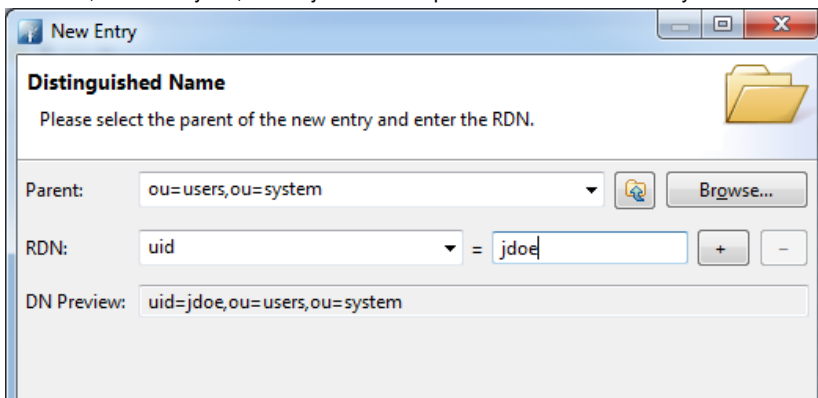 New Entry
Distinguished Name
Please select the parent of the new entry and enter the RDN.
Parent: ou=users,ou=system Browse...
RDN: uid = jdoe + -
DN Preview: uid=jdoe,ou=users,ou=system